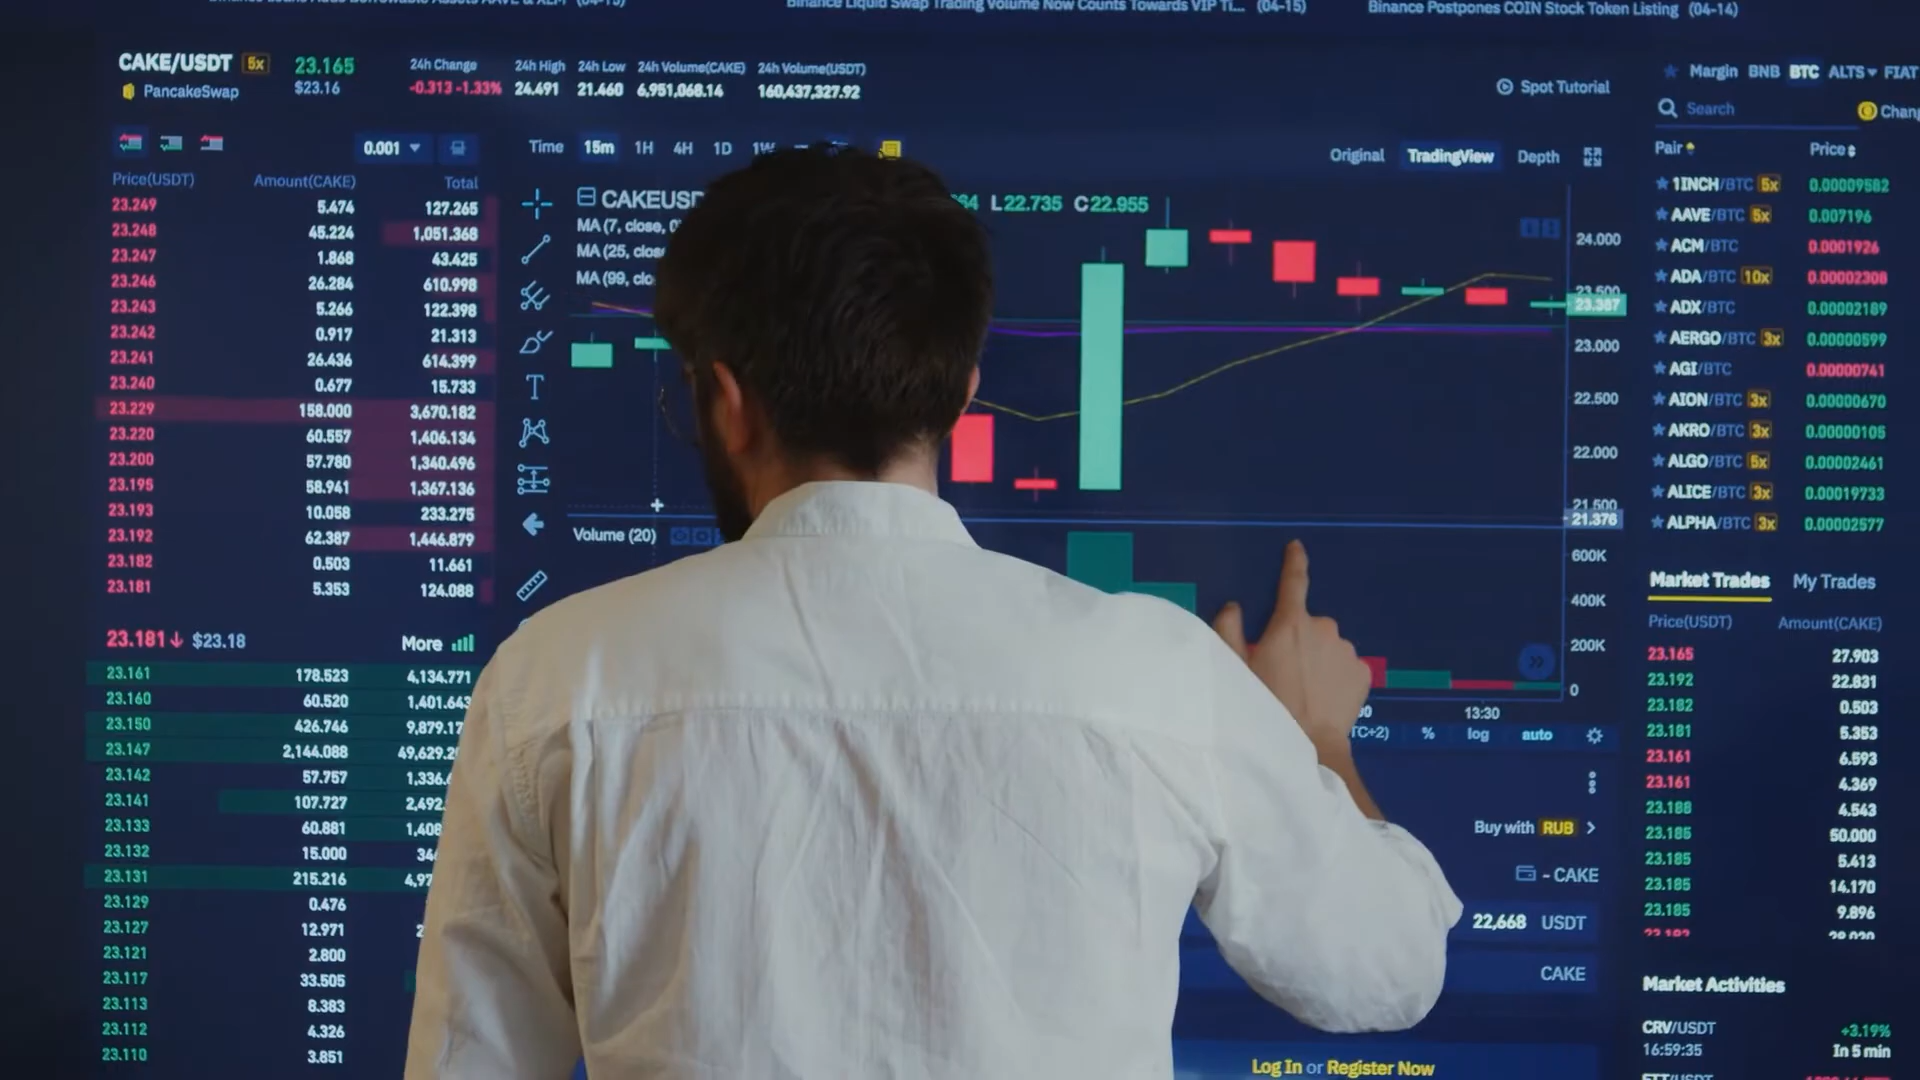 Binance Liquid Swap Trading Volume Now Counts Towards VIP Ti... (04-15)
Binance Postpones COIN Stock Token Listing (04-14)
CAKE/USDT 5x 23.165
PancakeSwap $23.16
24h Change 24h High 24h Low 24h Volume(CAKE) 24h Volume(USDT)
-0.313 -1.33% 24.491 21.460 6,951,068.14 160,437,327.92
Spot Tutorial
0.001
Price(USDT) Amount(CAKE) Total
23.249 5.474 127.265
23.248 45.224 1,051.368
23.247 1.868 43.425
23.246 26.284 610.998
23.243 5.266 122.398
23.242 0.917 21.313
23.241 26.436 614.399
23.240 0.677 15.733
23.229 158.000 3,670.182
23.220 60.557 1,406.134
23.200 57.780 1,340.496
23.195 58.941 1,367.136
23.193 10.058 233.275
23.192 62.387 1,446.879
23.182 0.503 11.661
23.181 5.353 124.088
23.181↓ $23.18 More
23.161 178.523 4,134.771
23.160 60.520 1,401.643
23.150 426.746 9,879.17
23.147 2,144.088 49,629.2
23.142 57.757 1,336.
23.141 107.727 2,492.
23.133 60.881 1,408
23.132 15.000 34
23.131 215.216 4,97
23.129 0.476
23.127 12.971 2
23.121 2.800
23.117 33.505
23.113 8.383
23.112 4.326
23.110 3.851
Time 15m 1H 4H 1D 1W
Original TradingView Depth
CAKEUSD L22.735 C22.955
MA (7, close, 0
MA (25, close
MA (99, clo
24.000
23.500
23.387
23.000
22.500
22.000
21.500
21.376
Volume (20)
600K
400K
200K
0
13:30
TC+2) % log auto
Buy with RUB >
- CAKE
22,668 USDT
CAKE
Log In or Register Now
Margin BNB BTC ALTS FIAT
Search Chang
Pair Price
1INCH/BTC 5x 0.00009582
AAVE/BTC 5x 0.007196
ACM/BTC 0.0001926
ADA/BTC 10x 0.00002308
ADX/BTC 0.00002189
AERGO/BTC 3x 0.00000599
AGI/BTC 0.00000741
AION/BTC 3x 0.00000670
AKRO/BTC 3x 0.00000105
ALGO/BTC 5x 0.00002461
ALICE/BTC 3x 0.00019733
ALPHA/BTC 3x 0.00002577
Market Trades My Trades
Price(USDT) Amount(CAKE)
23.165 27.903
23.192 22.831
23.182 0.503
23.181 5.353
23.161 6.593
23.161 4.369
23.188 4.543
23.185 50.000
23.185 5.413
23.185 14.170
23.185 9.896
Market Activities
CRV/USDT +3.19%
16:59:35 In 5 min